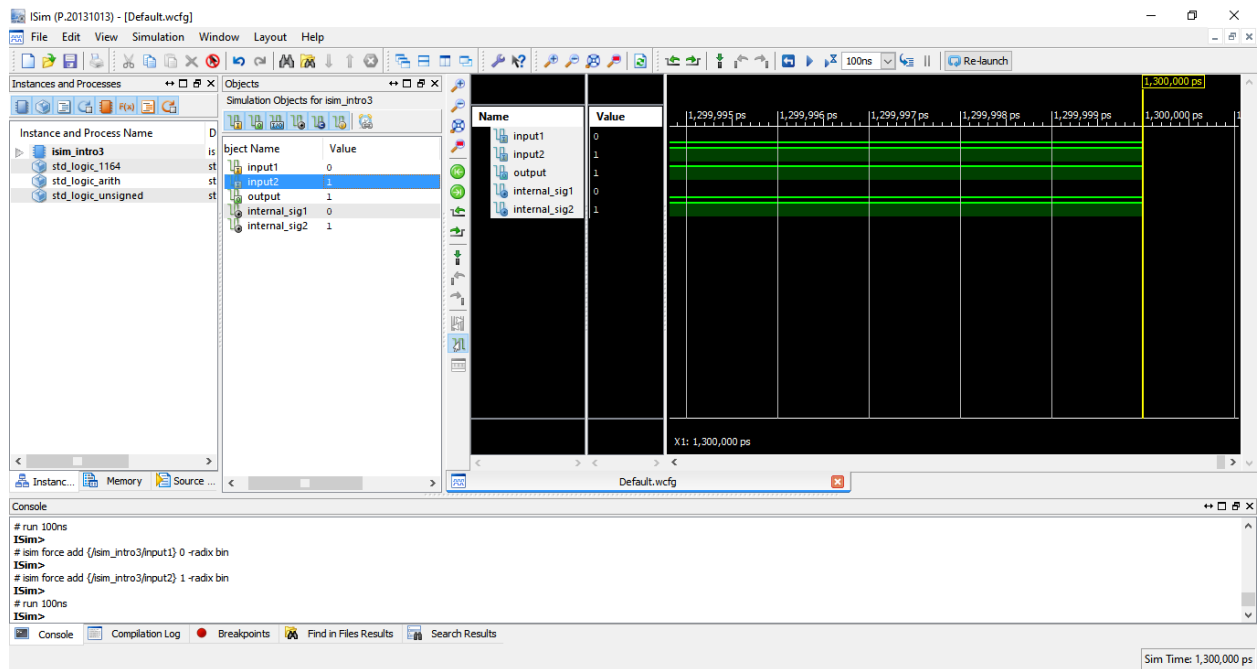 ISim (P.20131013) - [Default.wcfg]
File Edit View Simulation Window Layout Help
100ns
Re-launch
Instances and Processes
F(x)
Instance and Process Name D
isim_intro3 is
std_logic_1164 st
std_logic_arith st
std_logic_unsigned st
Instanc... Memory Source ...
Objects
Simulation Objects for isim_intro3
bject Name Value
input1 0
input2 1
output 1
internal_sig1 0
internal_sig2 1
Name Value
input1 0
input2 1
output 1
internal_sig1 0
internal_sig2 1
1,300,000 ps
1,299,995 ps 1,299,996 ps 1,299,997 ps 1,299,998 ps 1,299,999 ps 1,300,000 ps 1
X1: 1,300,000 ps
Default.wcfg
Console
# run 100ns
ISim>
# isim force add {/isim_intro3/input1} 0 -radix bin
ISim>
# isim force add {/isim_intro3/input2} 1 -radix bin
ISim>
# run 100ns
ISim>
Console Compilation Log Breakpoints Find in Files Results Search Results
Sim Time: 1,300,000 ps